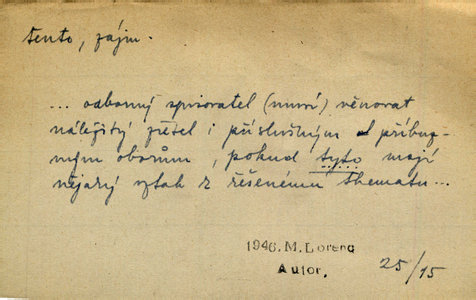 tento, zájm.
... odborný spisovatel (musí) věnovat
náležitý zřetel i příslušným a příbuz-
ným oborům, pokud tyto mají
nějaký vztah k řešenému thematu...
1946. M. Lorenc
Autor.
25/15